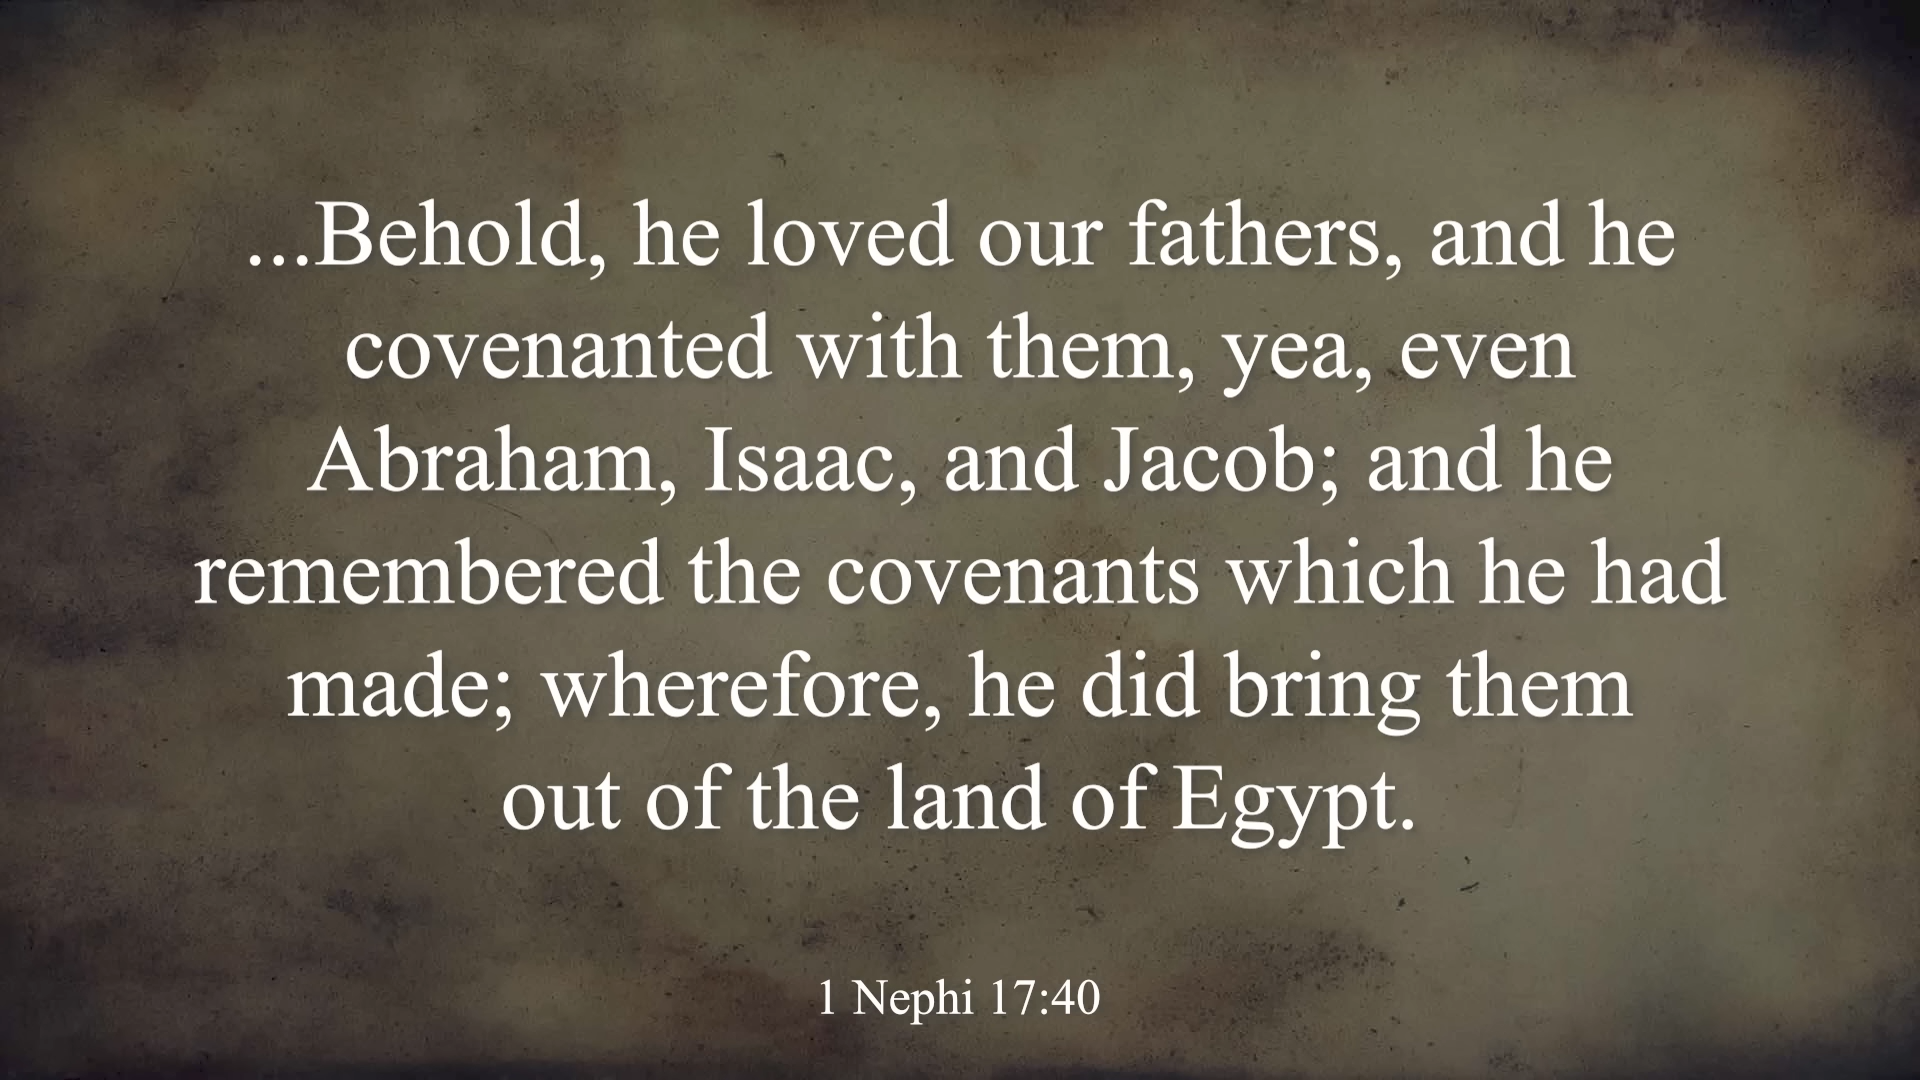 ...Behold, he loved our fathers, and he
covenanted with them, yea, even
Abraham, Isaac, and Jacob; and he
remembered the covenants which he had
made; wherefore, he did bring them
out of the land of Egypt.
1 Nephi 17:40